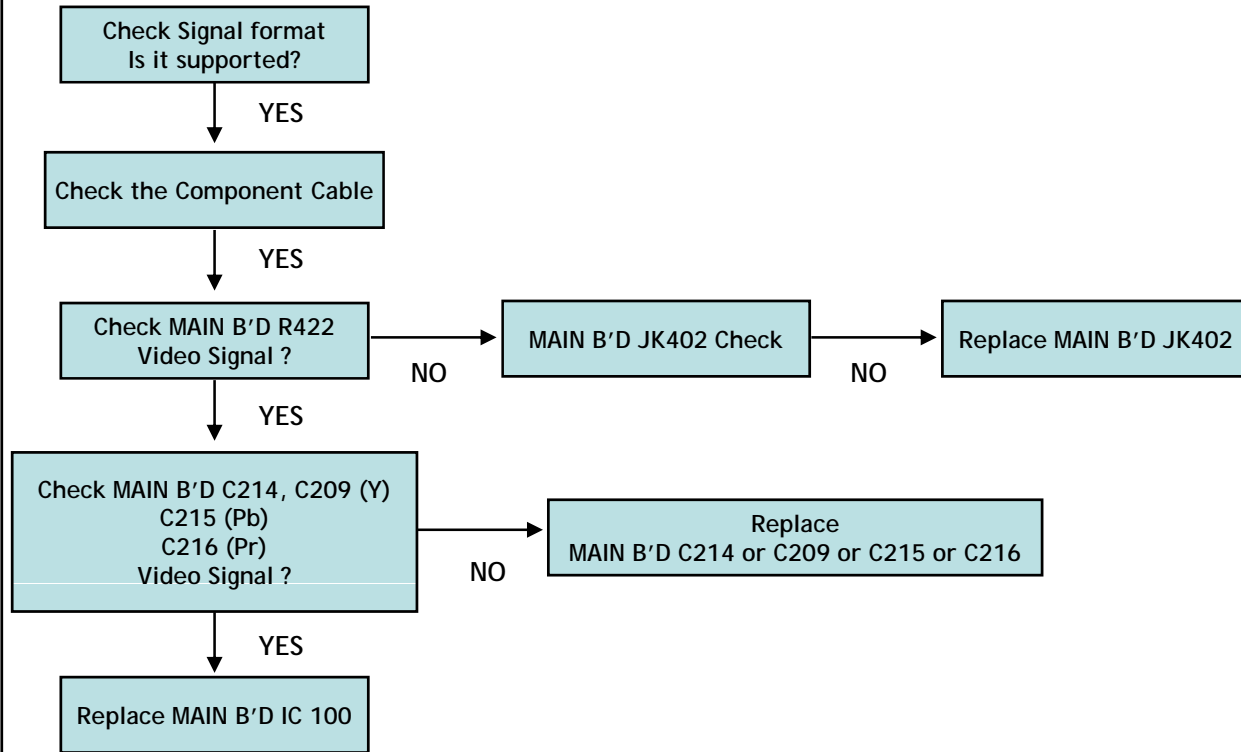 Check Signal format
Is it supported?
YES
Check the Component Cable
YES
Check MAIN B’D R422
Video Signal ?
NO
MAIN B’D JK402 Check
NO
Replace MAIN B’D JK402
YES
Check MAIN B’D C214, C209 (Y)
C215 (Pb)
C216 (Pr)
Video Signal ?
NO
Replace
MAIN B’D C214 or C209 or C215 or C216
YES
Replace MAIN B’D IC 100